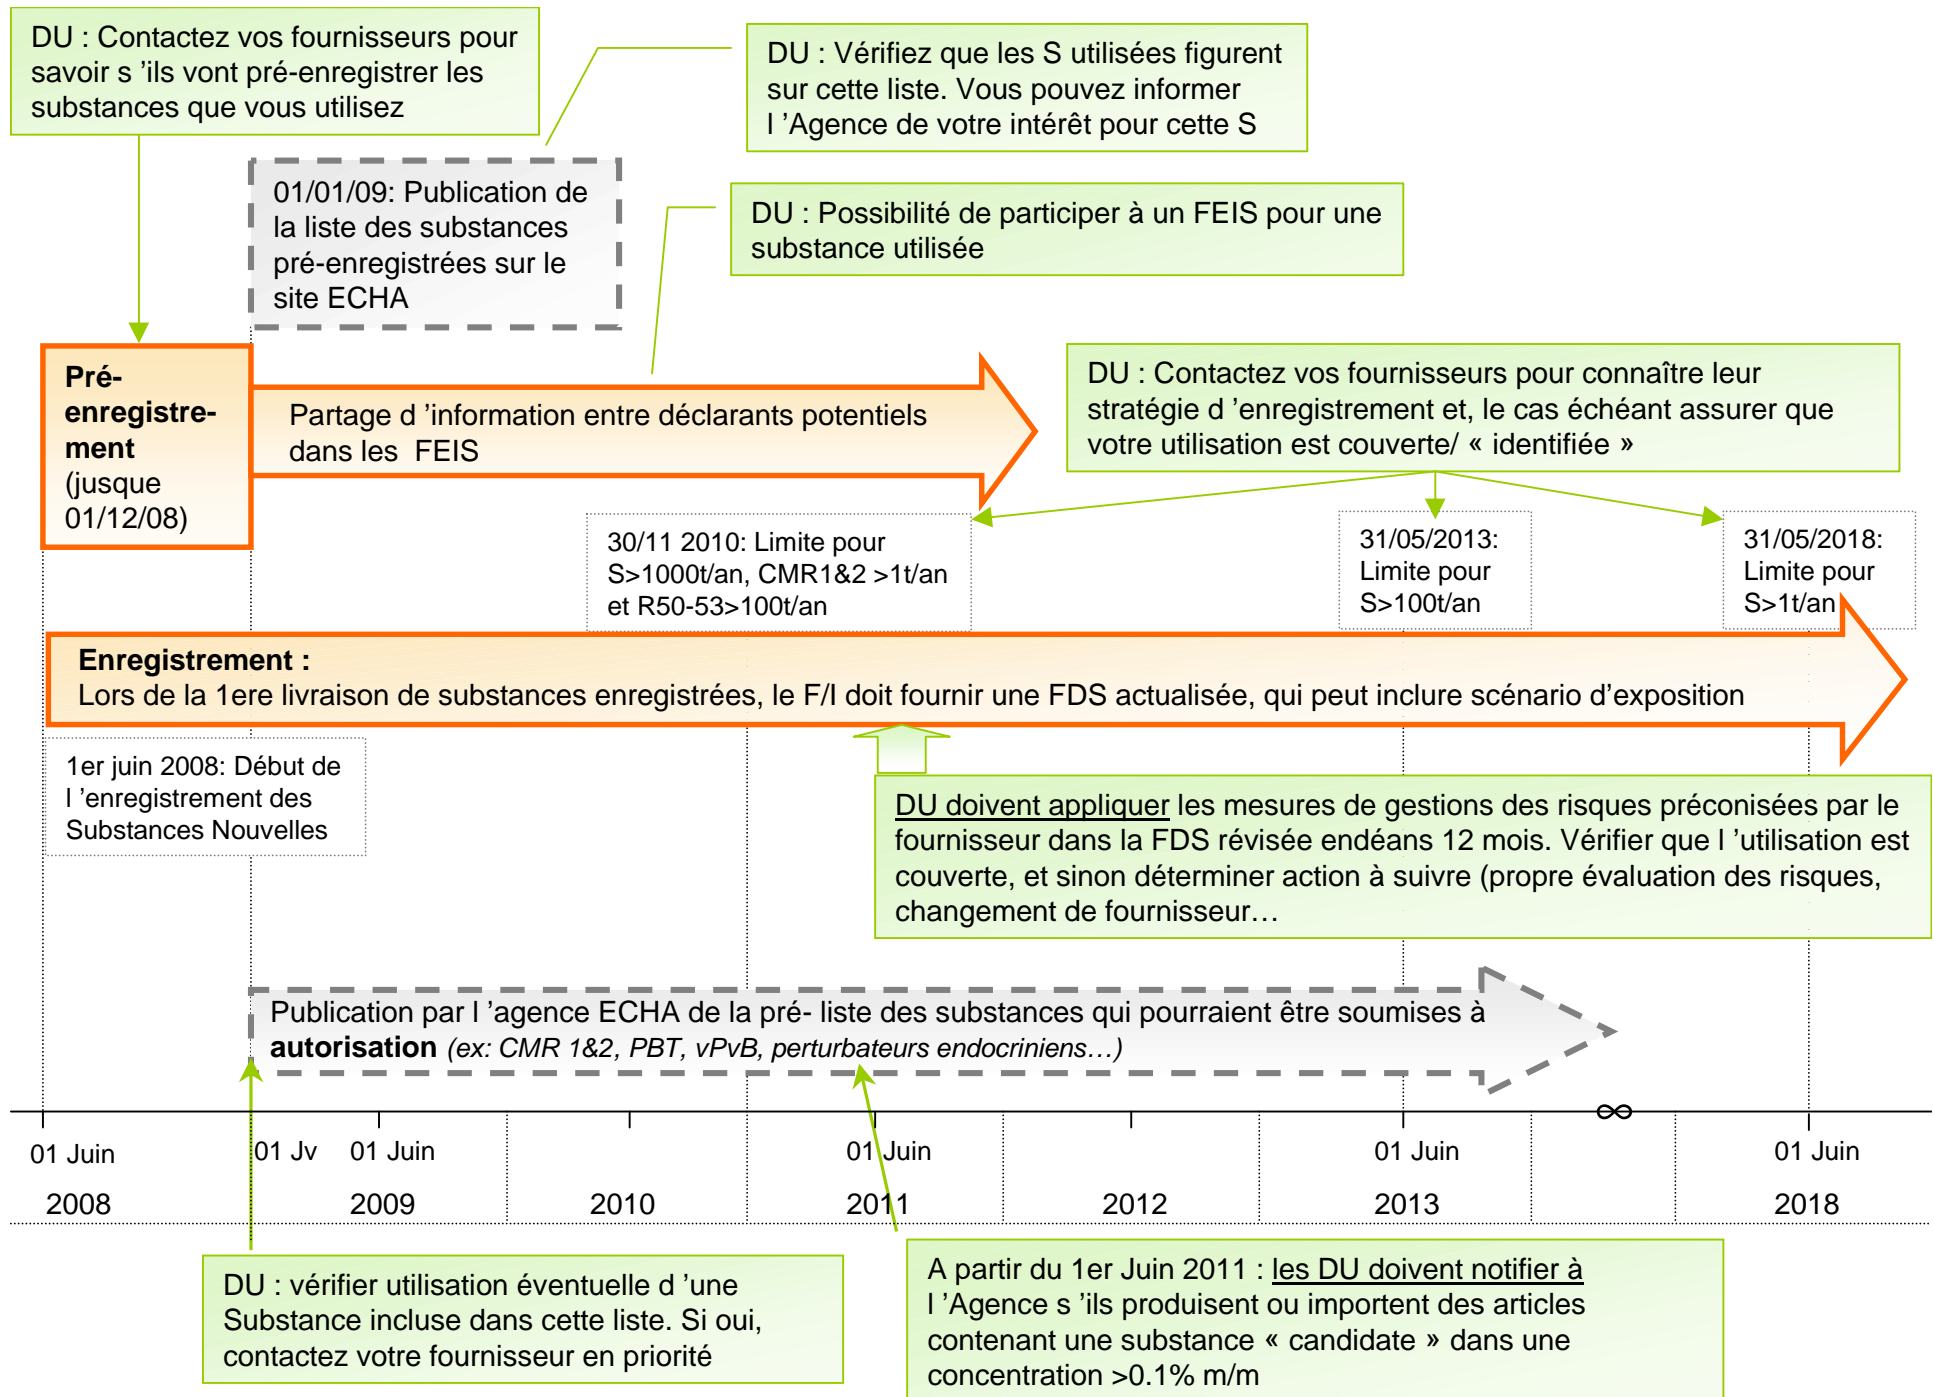 DU : Contactez vos fournisseurs pour
savoir s ’ils vont pré-enregistrer les
substances que vous utilisez
DU : Vérifiez que les S utilisées figurent
sur cette liste. Vous pouvez informer
l ’Agence de votre intérêt pour cette S
01/01/09: Publication de
la liste des substances
pré-enregistrées sur le
site ECHA
DU : Possibilité de participer à un FEIS pour une
substance utilisée
Pré-
enregistre-
ment
(jusque
01/12/08)
Partage d ’information entre déclarants potentiels
dans les  FEIS
DU : Contactez vos fournisseurs pour connaître leur
stratégie d ’enregistrement et, le cas échéant assurer que
votre utilisation est couverte/ « identifiée »
30/11 2010: Limite pour
S>1000t/an, CMR1&2 >1t/an
et R50-53>100t/an
31/05/2013:
Limite pour
S>100t/an
31/05/2018:
Limite pour
S>1t/an
Enregistrement :
Lors de la 1ere livraison de substances enregistrées, le F/I doit fournir une FDS actualisée, qui peut inclure scénario d’exposition
1er juin 2008: Début de
l ’enregistrement des
Substances Nouvelles
DU doivent appliquer les mesures de gestions des risques préconisées par le
fournisseur dans la FDS révisée endéans 12 mois. Vérifier que l ’utilisation est
couverte, et sinon déterminer action à suivre (propre évaluation des risques,
changement de fournisseur…
Publication par l ’agence ECHA de la pré- liste des substances qui pourraient être soumises à
autorisation (ex: CMR 1&2, PBT, vPvB, perturbateurs endocriniens…)
∞
01 Juin
01 Jv
01 Juin
01 Juin
01 Juin
01 Juin
2008
2009
2010
2011
2012
2013
2018
DU : vérifier utilisation éventuelle d ’une
Substance incluse dans cette liste. Si oui,
contactez votre fournisseur en priorité
A partir du 1er Juin 2011 : les DU doivent notifier à
l ’Agence s ’ils produisent ou importent des articles
contenant une substance « candidate » dans une
concentration >0.1% m/m